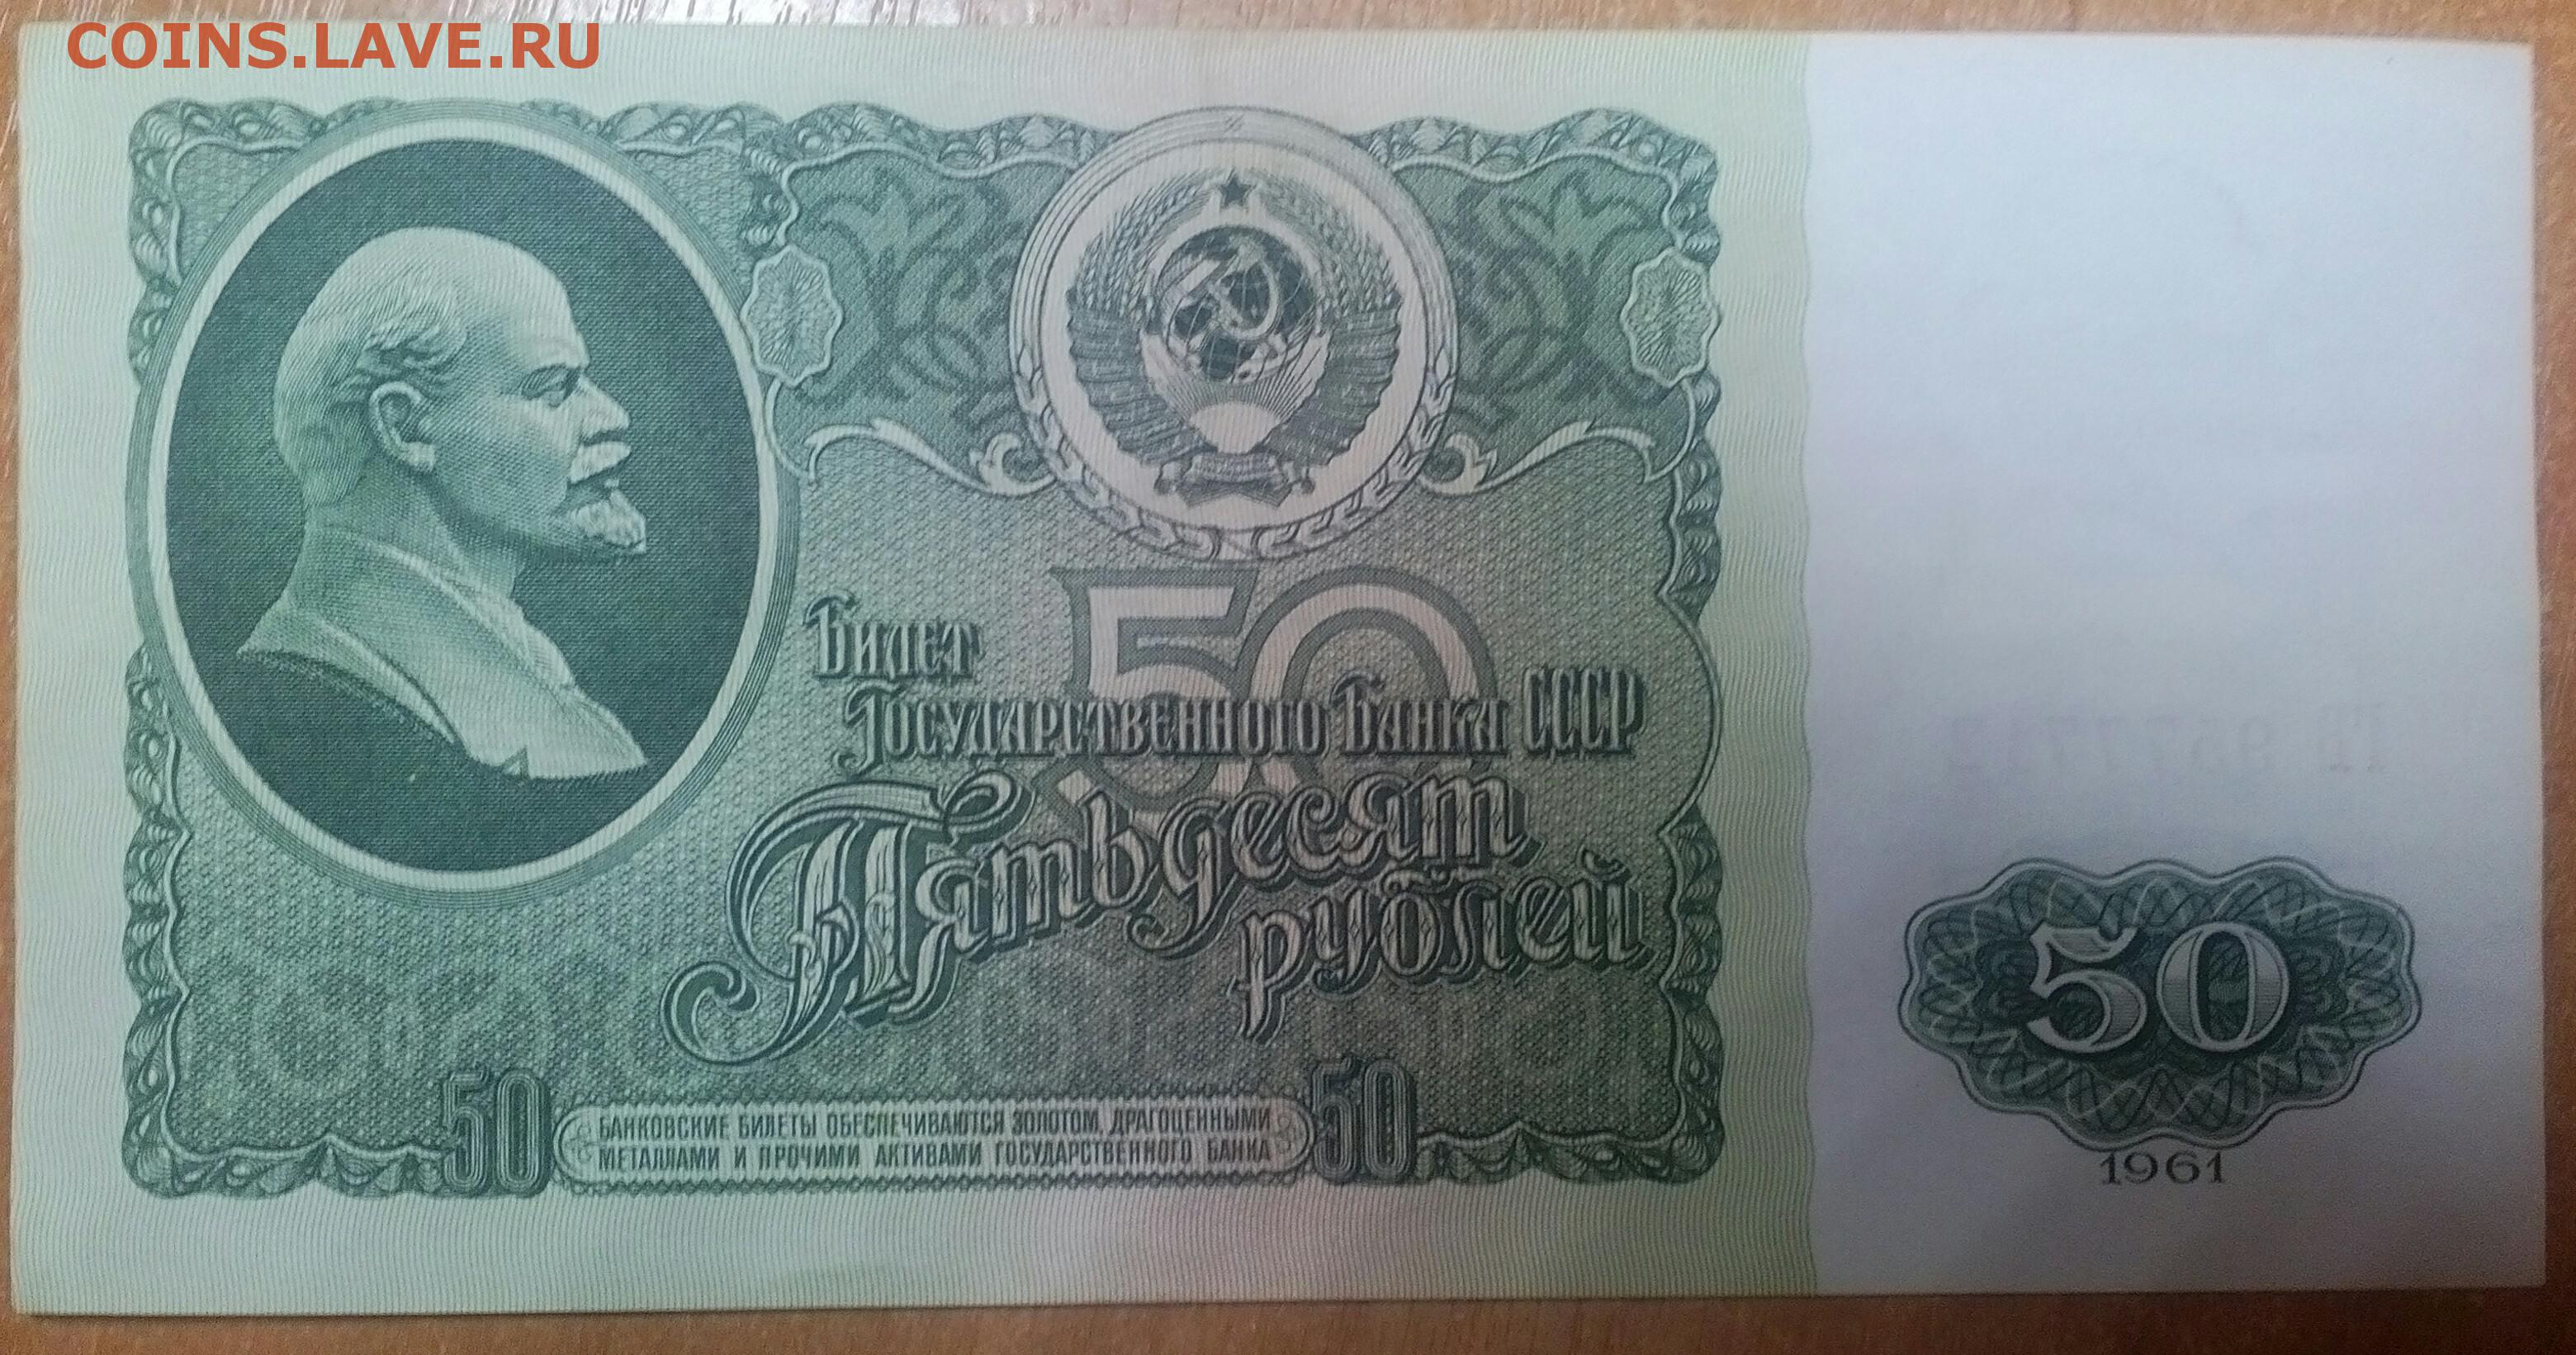 COINS.LAVE.RU
Билет
Государственного Банка СССР
50
Пятьдесят
рублей
50
БАНКОВСКИЕ БИЛЕТЫ ОБЕСПЕЧИВАЮТСЯ ЗОЛОТОМ, ДРАГОЦЕННЫМИ
МЕТАЛЛАМИ И ПРОЧИМИ АКТИВАМИ ГОСУДАРСТВЕННОГО БАНКА
50
50
1961